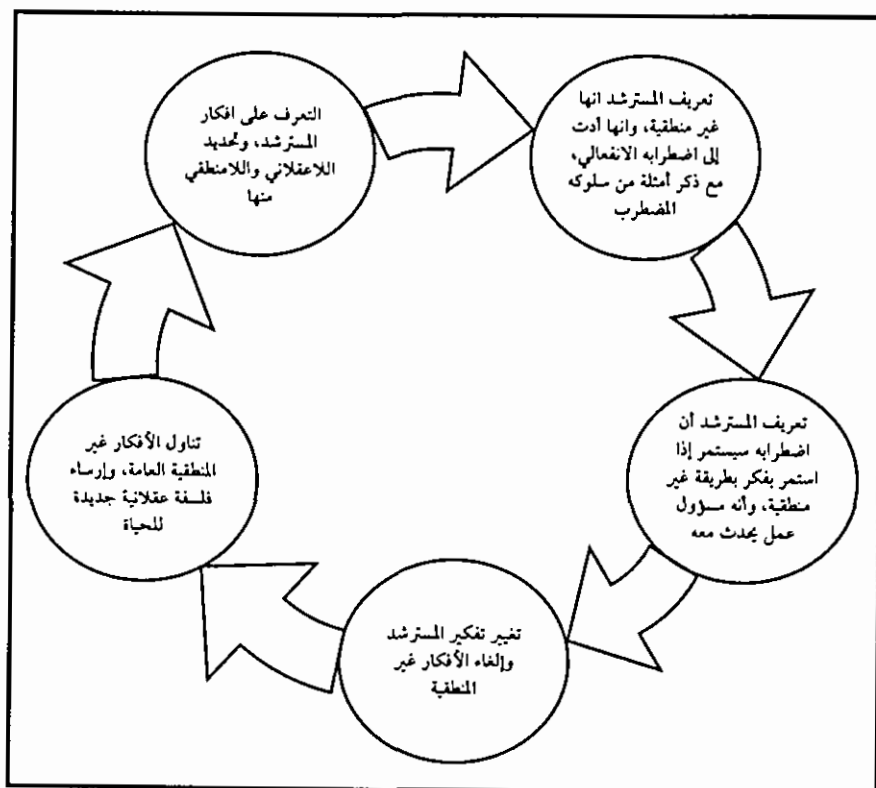 التعرف على افكار
المسترشد، وتحديد
اللاعقلاني واللامنطقي
منها
تعريف المسترشد انها
غير منطقية، وانها أدت
إلى اضطرابه الانفعالي،
مع ذكر أمثلة من سلوكه
المضطرب
تعريف المسترشد أن
اضطرابه سيستمر إذا
استمر بفكر بطريقة غير
منطقية، وأنه مسؤول
عمل يحدث معه
تغيير تفكير المسترشد
وإلغاء الأفكار غير
المنطقية
تناول الأفكار غير
المنطقية العامة، وإرساء
فلسفة عقلانية جديدة
للحياة